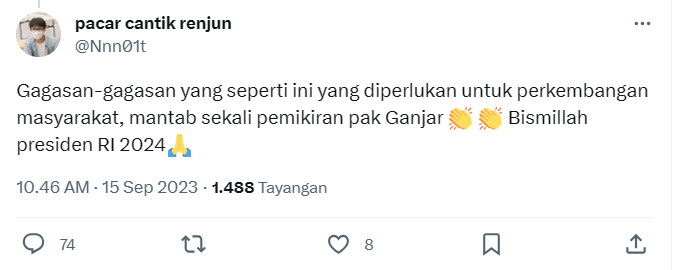 pacar cantik renjun
@Nnn01t
Gagasan-gagasan yang seperti ini yang diperlukan untuk perkembangan
masyarakat, mantab sekali pemikiran pak Ganjar 👏 👏 Bismillah
presiden RI 2024🙏
10.46 AM · 15 Sep 2023 · 1.488 Tayangan
74
8